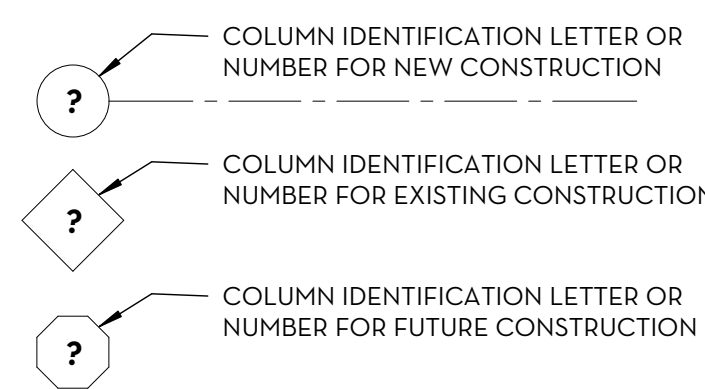 COLUMN IDENTIFICATION LETTER OR
NUMBER FOR NEW CONSTRUCTION
?
COLUMN IDENTIFICATION LETTER OR
NUMBER FOR EXISTING CONSTRUCTION
?
COLUMN IDENTIFICATION LETTER OR
NUMBER FOR FUTURE CONSTRUCTION
?